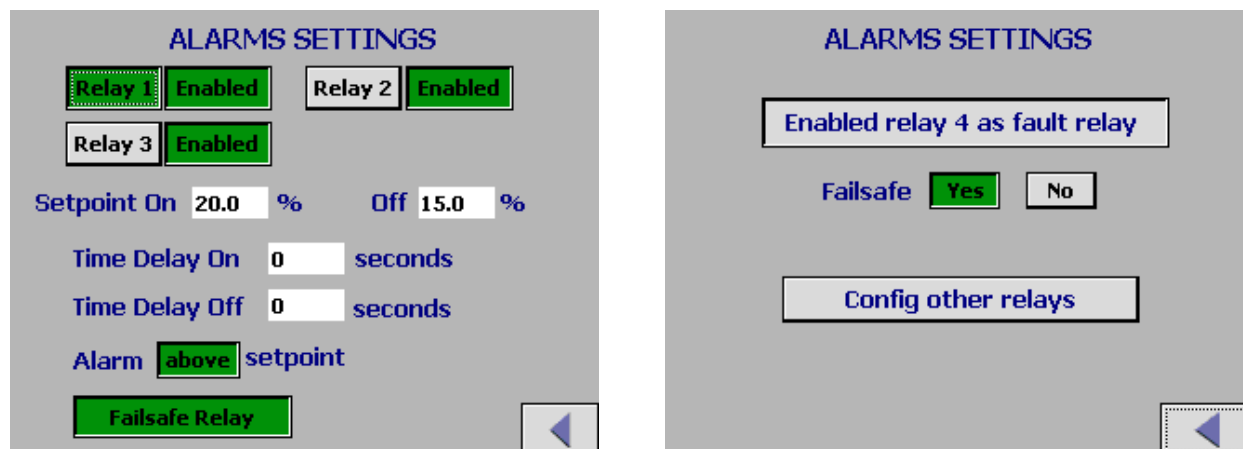 ALARMS SETTINGS
Relay 1 Enabled Relay 2 Enabled
Relay 3 Enabled
Setpoint On 20.0 % Off 15.0 %
Time Delay On 0 seconds
Time Delay Off 0 seconds
Alarm above setpoint
Failsafe Relay
ALARMS SETTINGS
Enabled relay 4 as fault relay
Failsafe Yes No
Config other relays